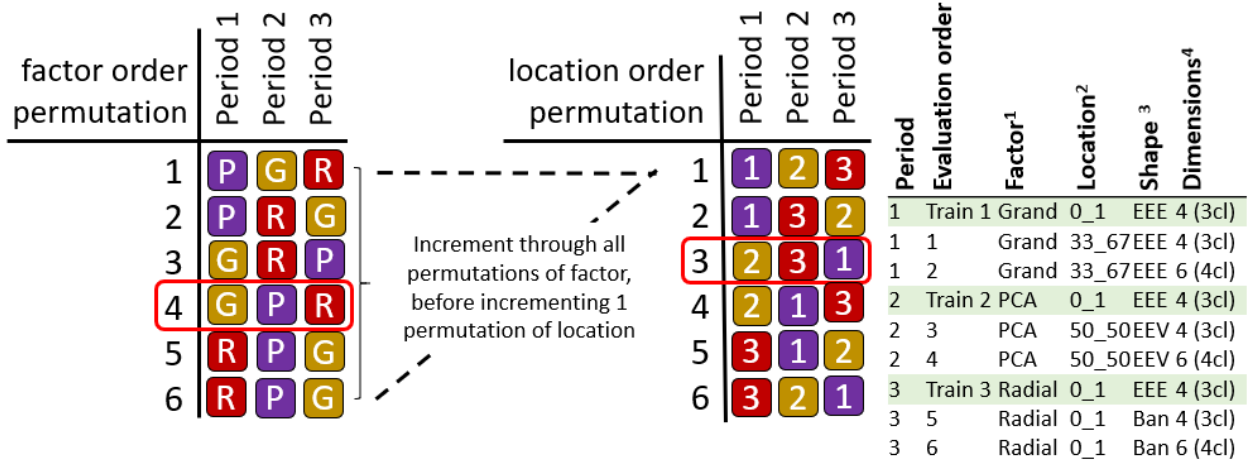 factor order
permutation
Period 1
Period 2
Period 3
1 P G R
2 P R G
3 G R P
4 G P R
5 R P G
6 R P G
Increment through all
permutations of factor,
before incrementing 1
permutation of location
location order
permutation
Period 1
Period 2
Period 3
1 1 2 3
2 1 3 2
3 2 3 1
4 2 1 3
5 3 1 2
6 3 2 1
Period
Evaluation order
Factor¹
Location²
Shape ³
Dimensions⁴
1 Train 1 Grand 0_1 EEE 4 (3cl)
1 1 Grand 33_67 EEE 4 (3cl)
1 2 Grand 33_67 EEE 6 (4cl)
2 Train 2 PCA 0_1 EEE 4 (3cl)
2 3 PCA 50_50 EEV 4 (3cl)
2 4 PCA 50_50 EEV 6 (4cl)
3 Train 3 Radial 0_1 EEE 4 (3cl)
3 5 Radial 0_1 Ban 4 (3cl)
3 6 Radial 0_1 Ban 6 (4cl)